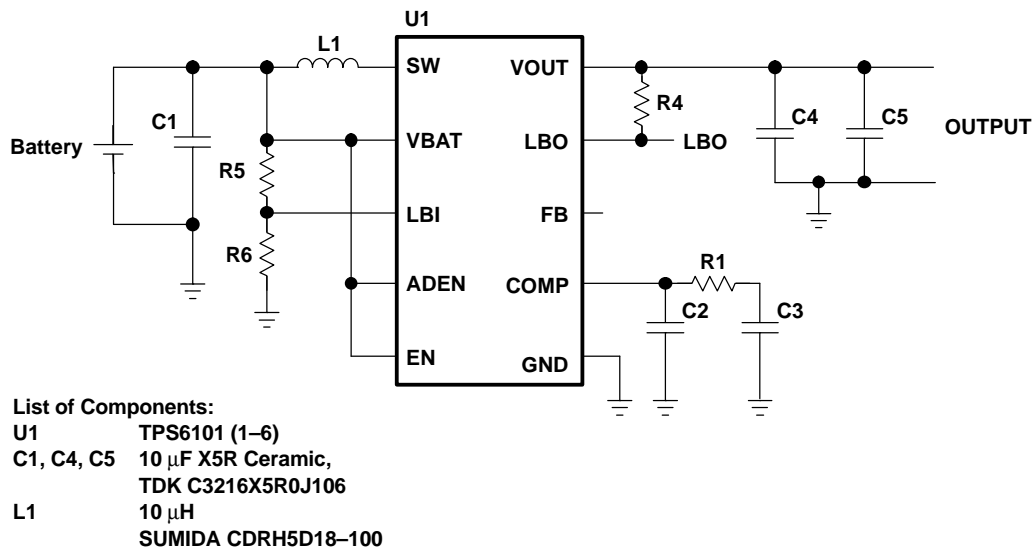 U1
L1
SW
VOUT
R4
C1
C4
C5
OUTPUT
Battery
VBAT
LBO
LBO
R5
LBI
FB
R6
R1
ADEN
COMP
C2
C3
EN
GND
List of Components:
U1 TPS6101 (1–6)
C1, C4, C5 10 μF X5R Ceramic,
TDK C3216X5R0J106
L1 10 μH
SUMIDA CDRH5D18–100